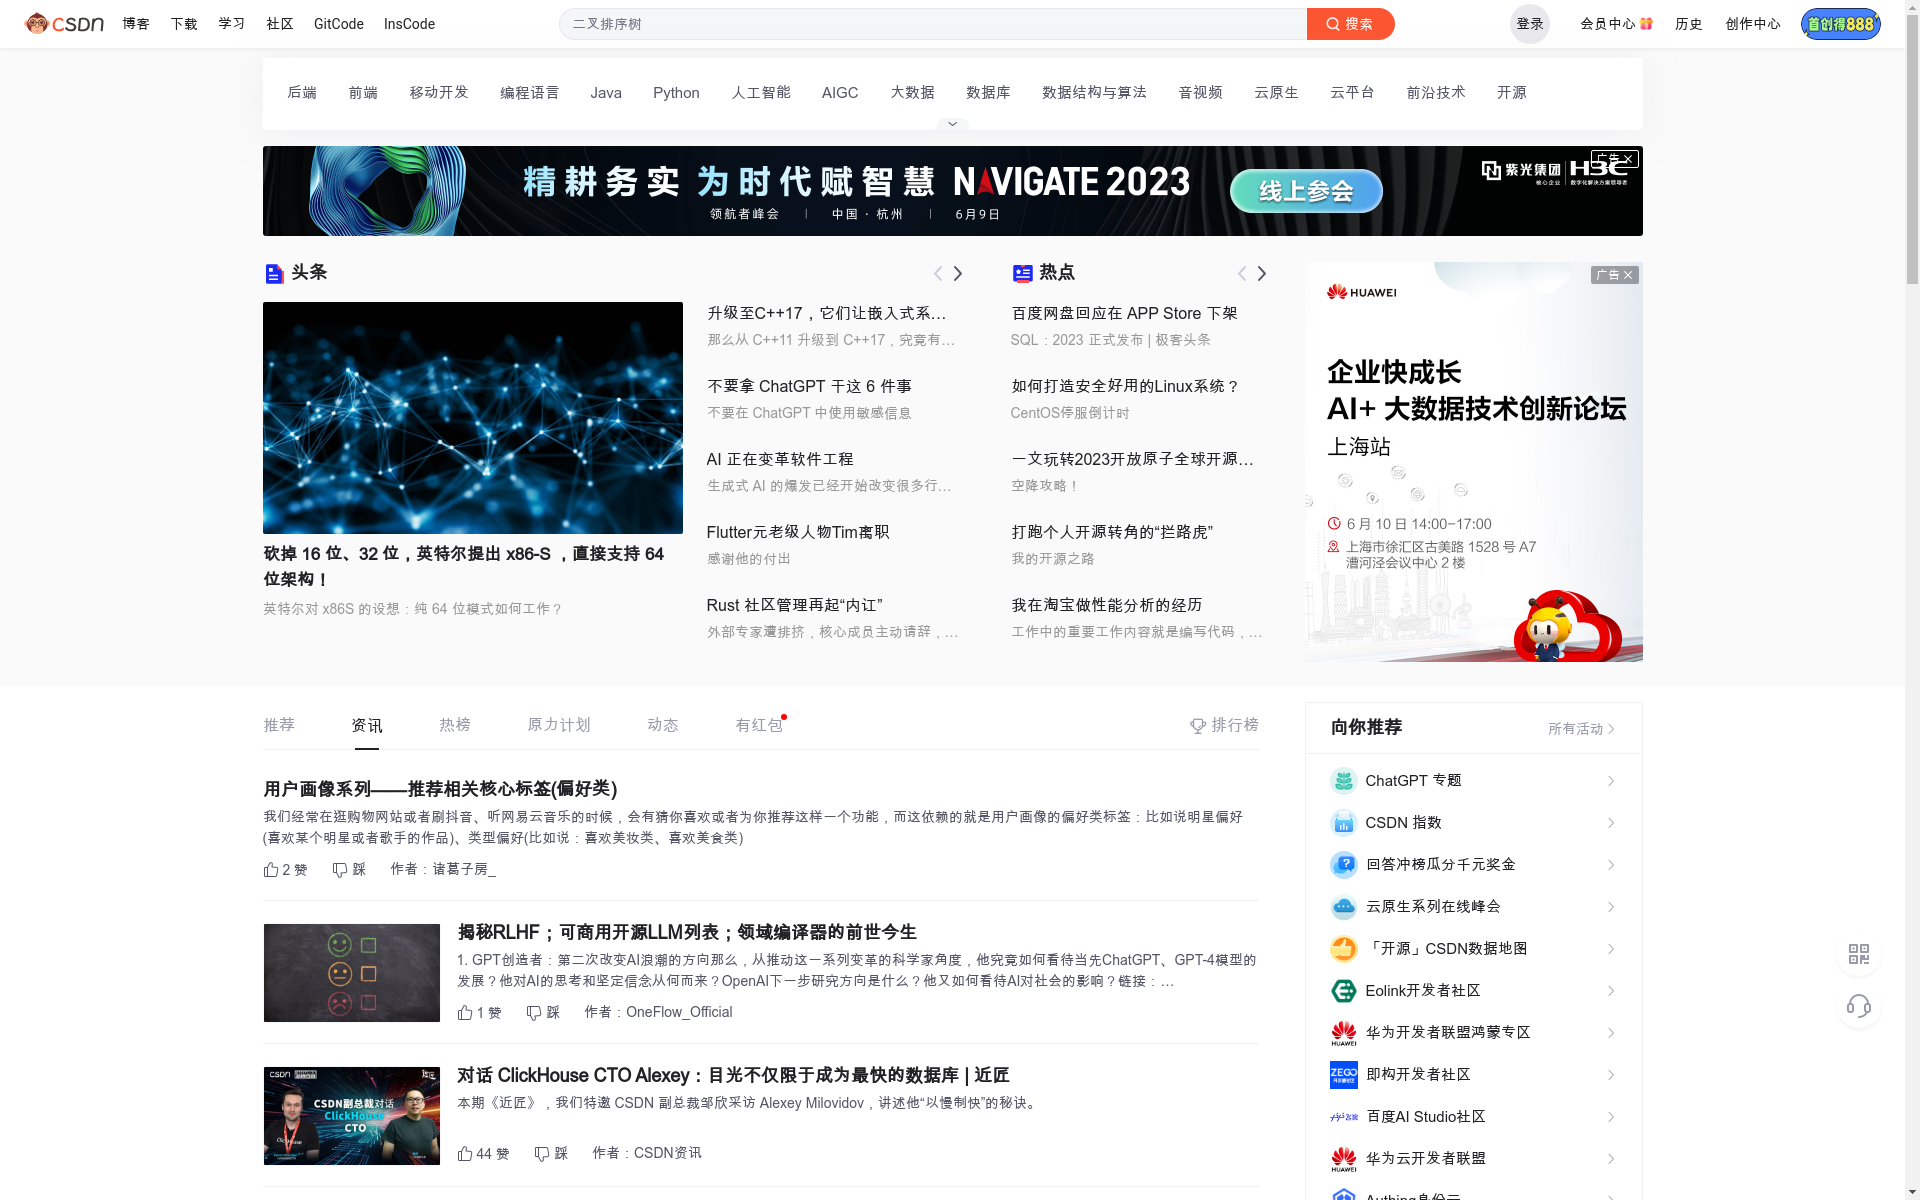 CSDN 博客 下载 学习 社区 GitCode InsCode 二叉排序树 搜索 登录 会员中心 历史 创作中心 首创得888
后端 前端 移动开发 编程语言 Java Python 人工智能 AIGC 大数据 数据库 数据结构与算法 音视频 云原生 云平台 前沿技术 开源
精耕务实 为时代赋智慧 NAVIGATE 2023 线上参会 紫光集团 H3C 广告
领航者峰会 | 中国·杭州 | 6月9日
头条
砍掉 16 位、32 位，英特尔提出 x86-S ，直接支持 64
位架构！
英特尔对 x86S 的设想：纯 64 位模式如何工作？
升级至C++17，它们让嵌入式系…
那么从 C++11 升级到 C++17，究竟有…
不要拿 ChatGPT 干这 6 件事
不要在 ChatGPT 中使用敏感信息
AI 正在变革软件工程
生成式 AI 的爆发已经开始改变很多行…
Flutter元老级人物Tim离职
感谢他的付出
Rust 社区管理再起“内讧”
外部专家遭排挤，核心成员主动请辞，…
热点
百度网盘回应在 APP Store 下架
SQL：2023 正式发布 | 极客头条
如何打造安全好用的Linux系统？
CentOS停服倒计时
一文玩转2023开放原子全球开源…
空降攻略！
打跑个人开源转角的“拦路虎”
我的开源之路
我在淘宝做性能分析的经历
工作中的重要工作内容就是编写代码，…
广告
HUAWEI
企业快成长
AI+ 大数据技术创新论坛
上海站
6 月 10 日 14:00-17:00
上海市徐汇区古美路 1528 号 A7
漕河泾会议中心 2 楼
推荐 资讯 热榜 原力计划 动态 有红包 排行榜
用户画像系列——推荐相关核心标签(偏好类)
我们经常在逛购物网站或者刷抖音、听网易云音乐的时候，会有猜你喜欢或者为你推荐这样一个功能，而这依赖的就是用户画像的偏好类标签：比如说明星偏好
(喜欢某个明星或者歌手的作品)、类型偏好(比如说：喜欢美妆类、喜欢美食类)
2 赞 踩 作者：诸葛子房_
揭秘RLHF；可商用开源LLM列表；领域编译器的前世今生
1. GPT创造者：第二次改变AI浪潮的方向那么，从推动这一系列变革的科学家角度，他究竟如何看待当先ChatGPT、GPT-4模型的
发展？他对AI的思考和坚定信念从何而来？OpenAI下一步研究方向是什么？他又如何看待AI对社会的影响？链接：…
1 赞 踩 作者：OneFlow_Official
CSDN
CSDN副总裁对话
ClickHouse
CTO
对话 ClickHouse CTO Alexey：目光不仅限于成为最快的数据库 | 近匠
本期《近匠》，我们特邀 CSDN 副总裁邹欣采访 Alexey Milovidov，讲述他“以慢制快”的秘诀。
44 赞 踩 作者：CSDN资讯
向你推荐 所有活动
ChatGPT 专题
CSDN 指数
回答冲榜瓜分千元奖金
云原生系列在线峰会
「开源」CSDN数据地图
Eolink开发者社区
HUAWEI 华为开发者联盟鸿蒙专区
ZEGO 即构开发者社区
百度AI Studio社区
HUAWEI 华为云开发者联盟
Authing身份云